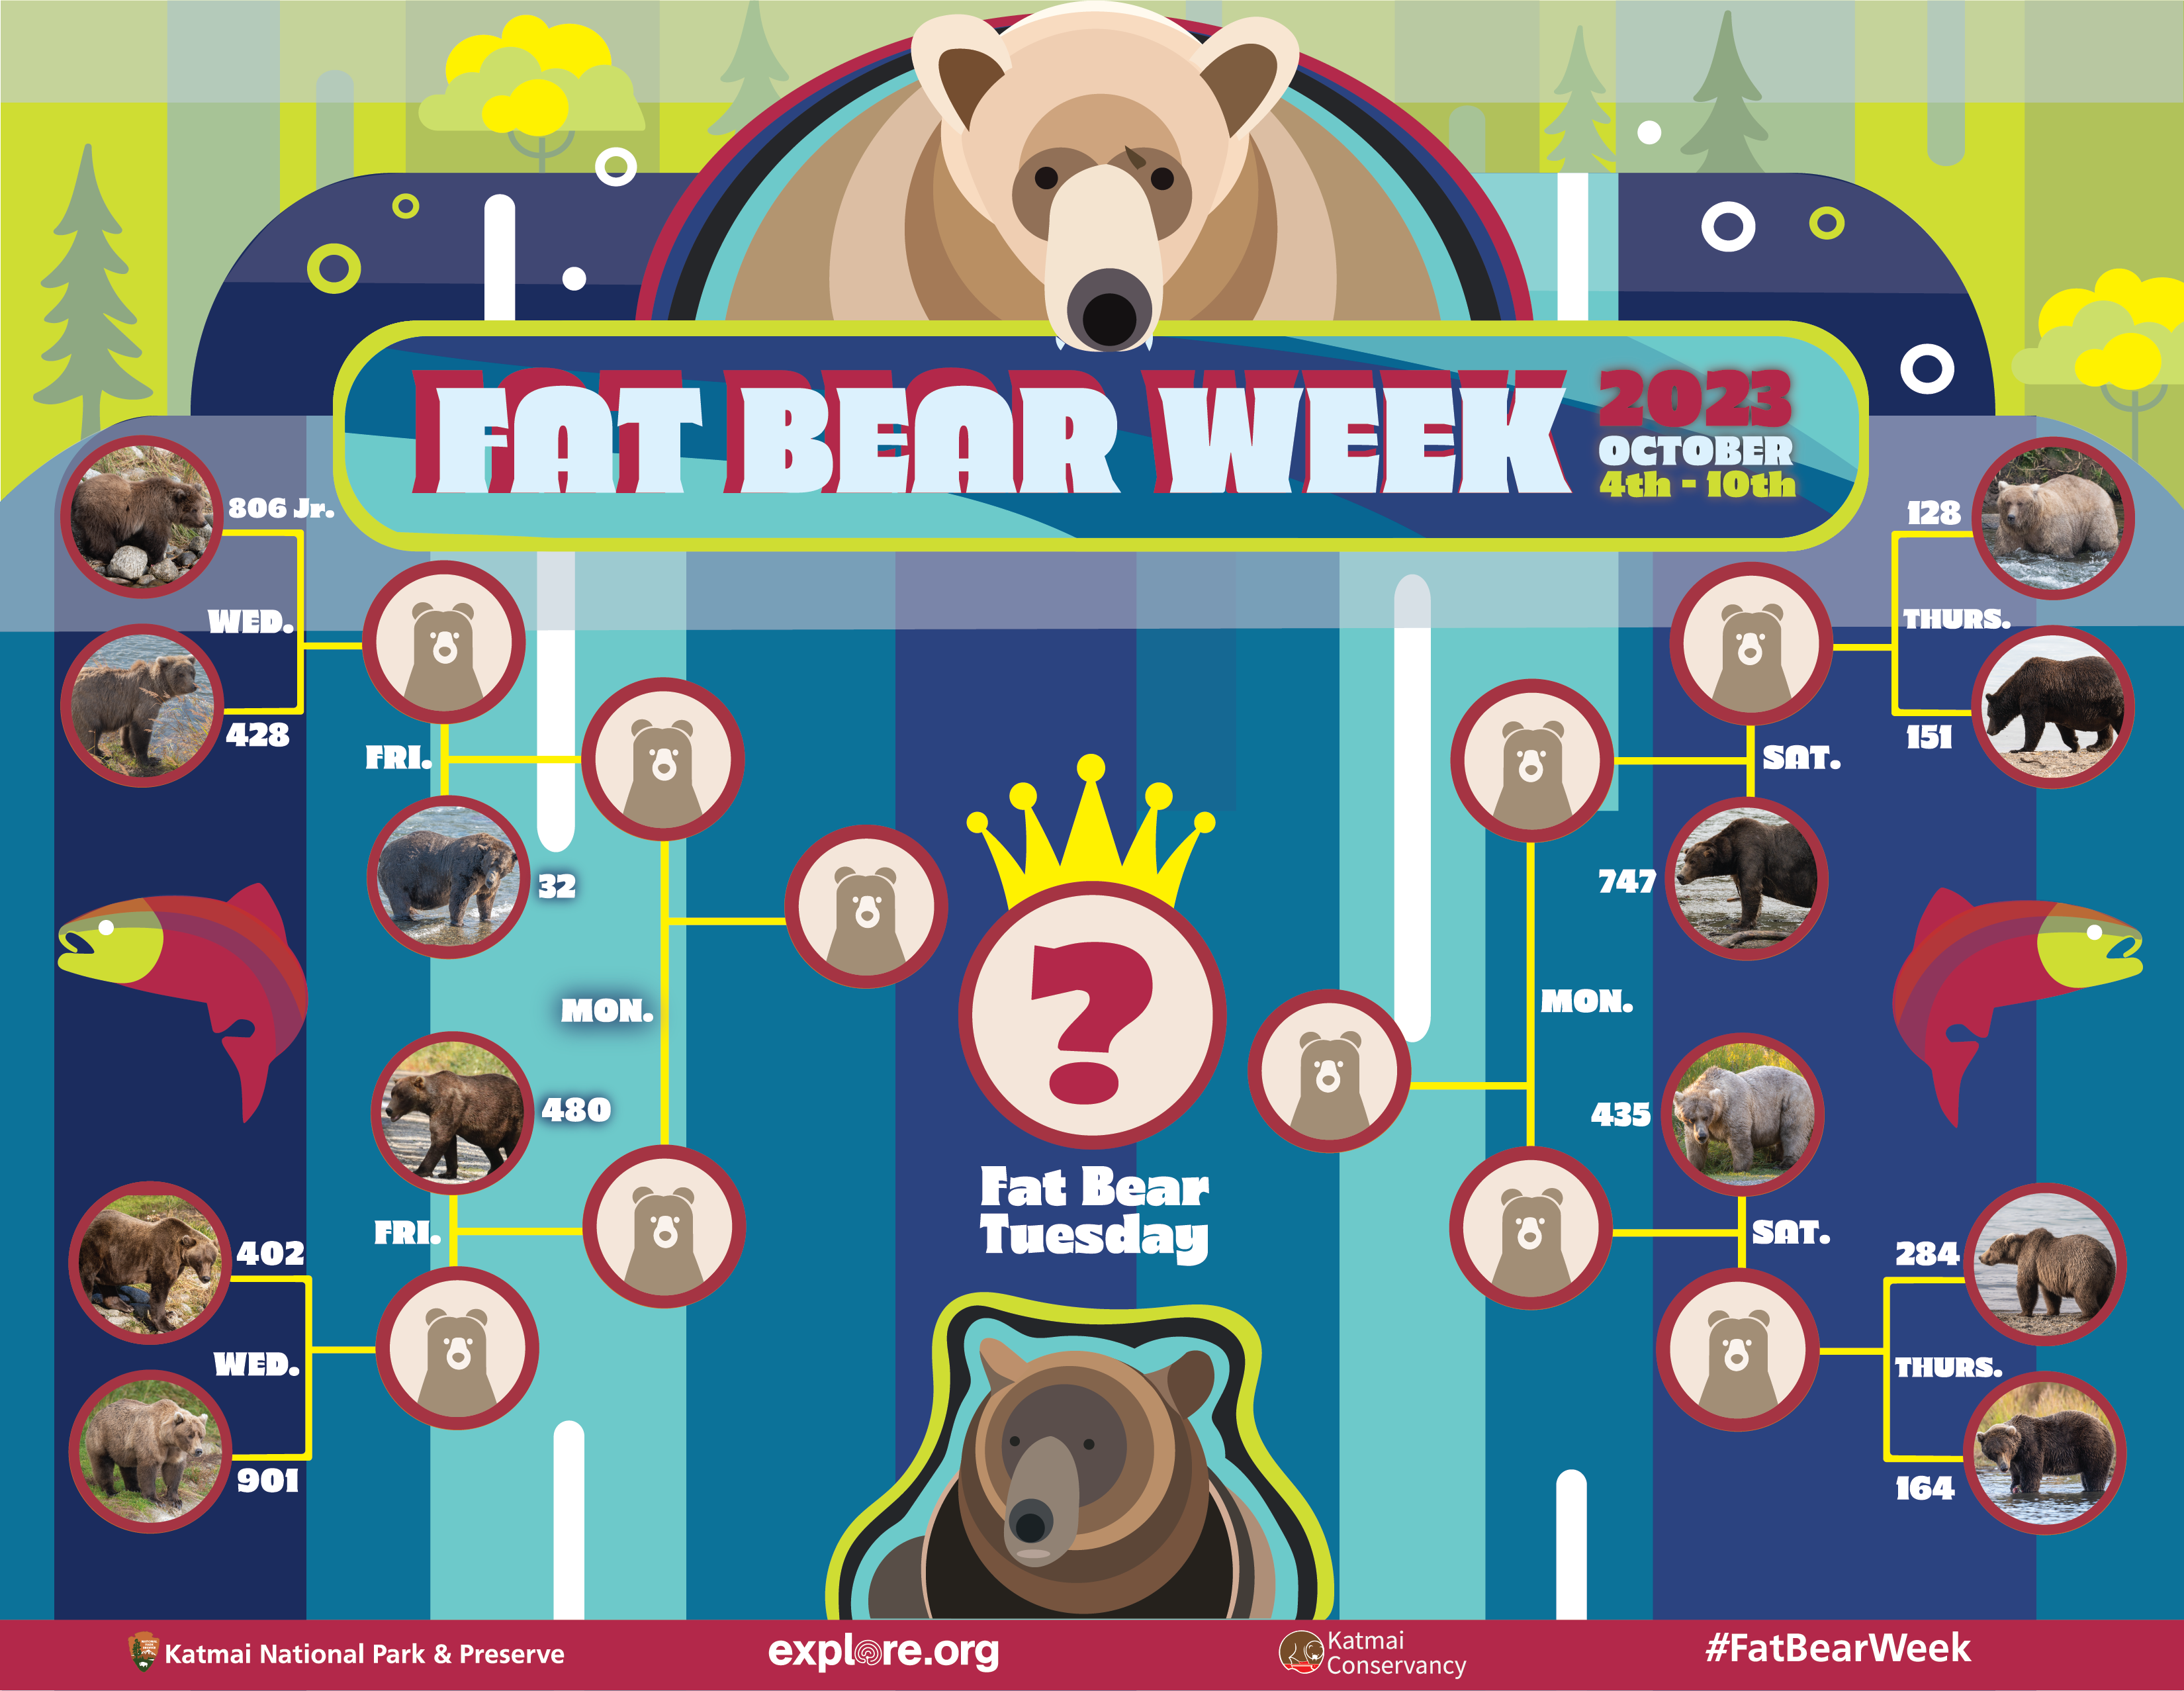 FAT BEAR WEEK
2023
OCTOBER
4th - 10th
806 Jr.
WED.
428
FRI.
32
MON.
480
FRI.
402
WED.
901
128
THURS.
151
SAT.
747
MON.
435
SAT.
284
THURS.
164
?
Fat Bear
Tuesday
Katmai National Park & Preserve
explore.org
Katmai
Conservancy
#FatBearWeek